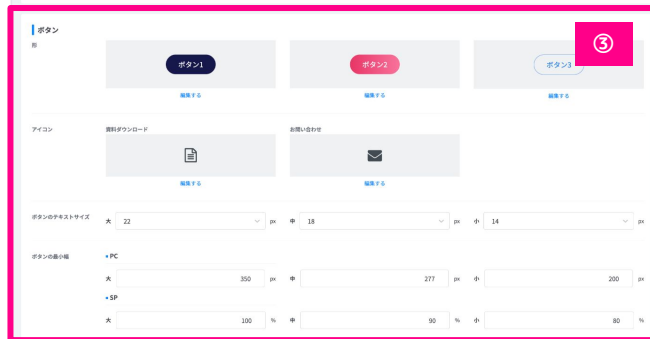 ボタン
③
形
ボタン1 ボタン2 ボタン3
編集する 編集する 編集する
アイコン 資料ダウンロード お問い合わせ
編集する 編集する
ボタンのテキストサイズ 大 22 px 中 18 px 小 14 px
ボタンの最小幅 • PC
大 350 px 中 277 px 小 200 px
• SP
大 100 % 中 90 % 小 80 %